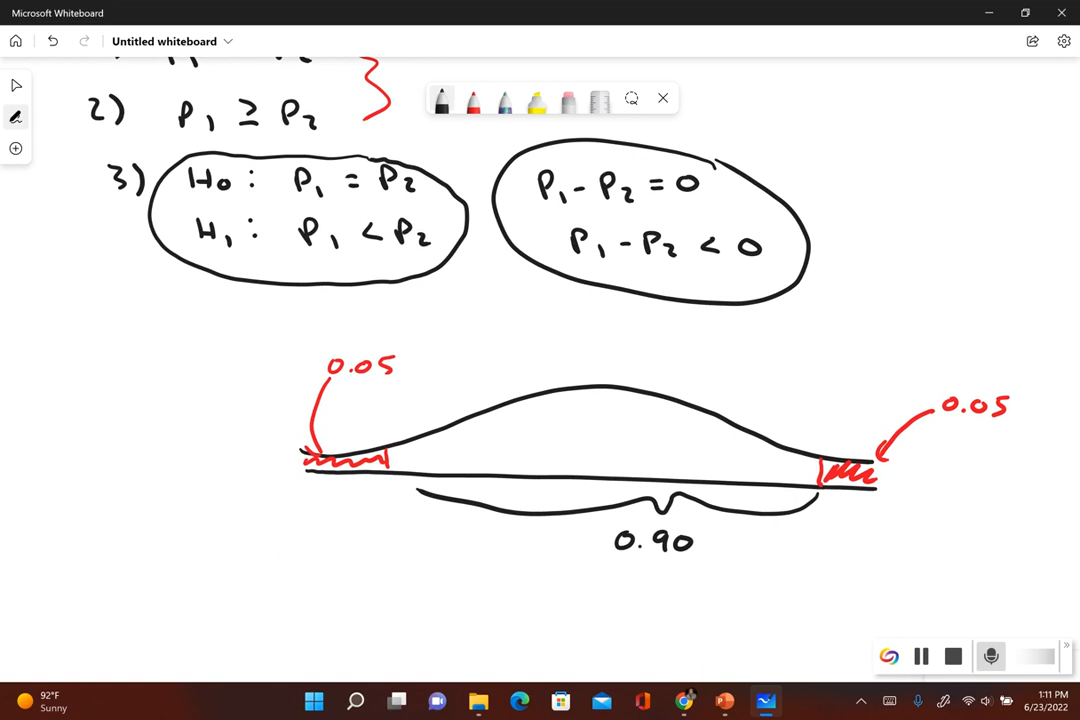 Microsoft Whiteboard
Untitled whiteboard
2) P₁ ≥ P₂
3) H₀ : P₁ = P₂
H₁ : P₁ < P₂
P₁ - P₂ = 0
P₁ - P₂ < 0
0.05
0.05
0.90
92°F
Sunny
1:11 PM
6/23/2022